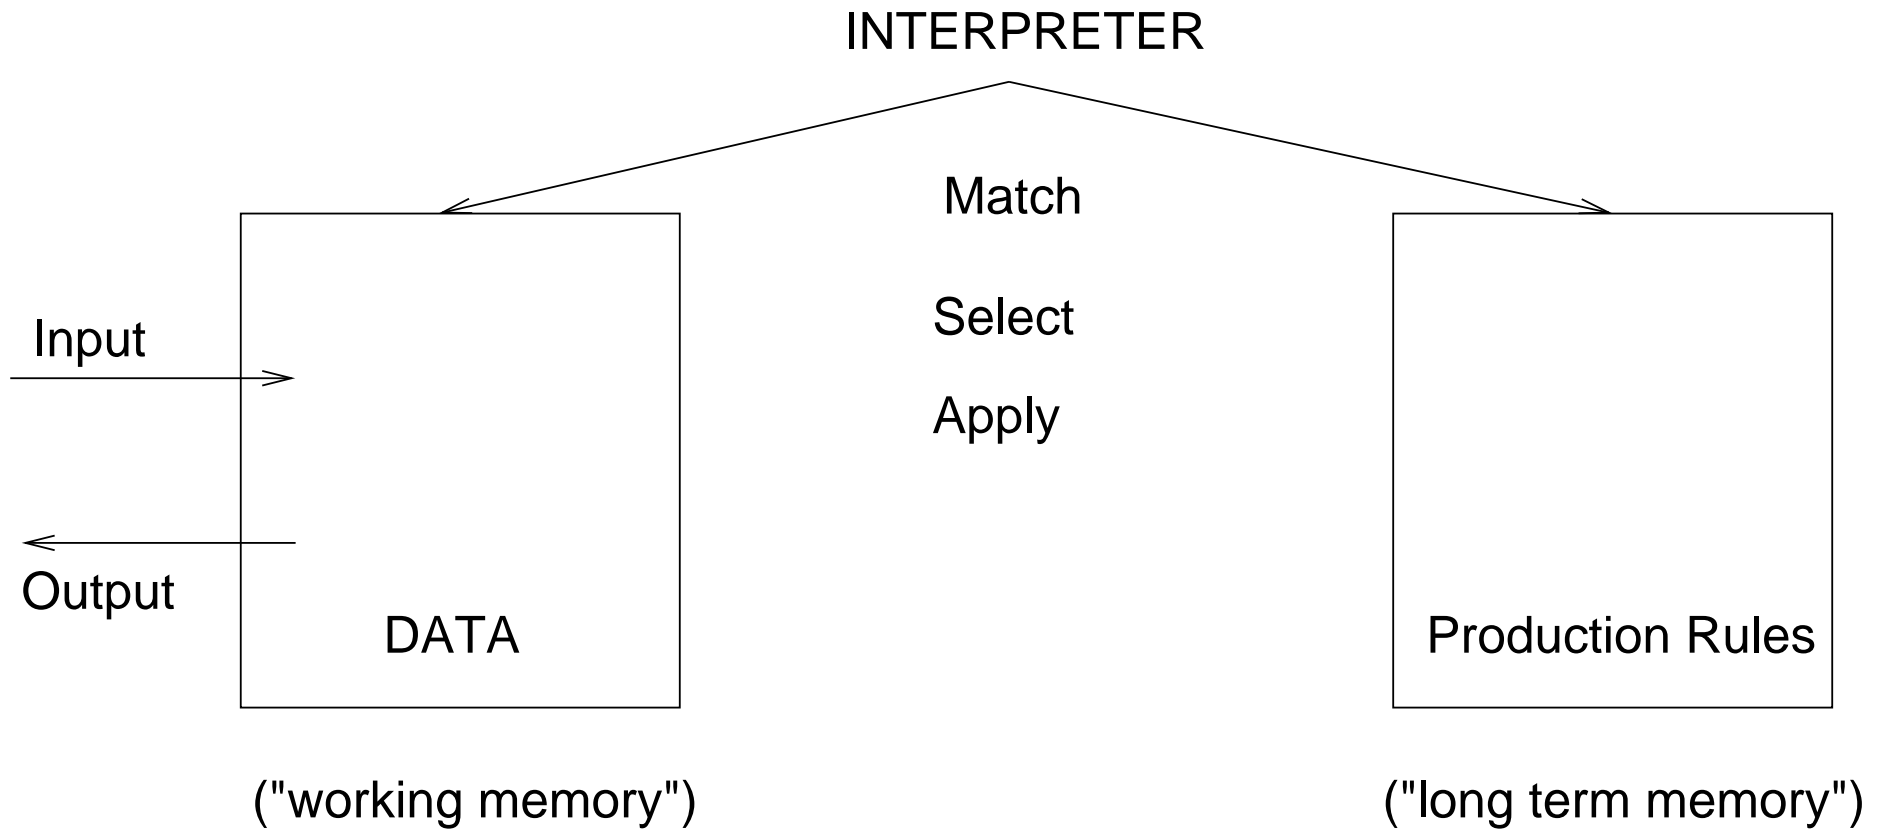 INTERPRETER
Match
Select
Apply
Input
Output
DATA
Production Rules
("working memory")
("long term memory")